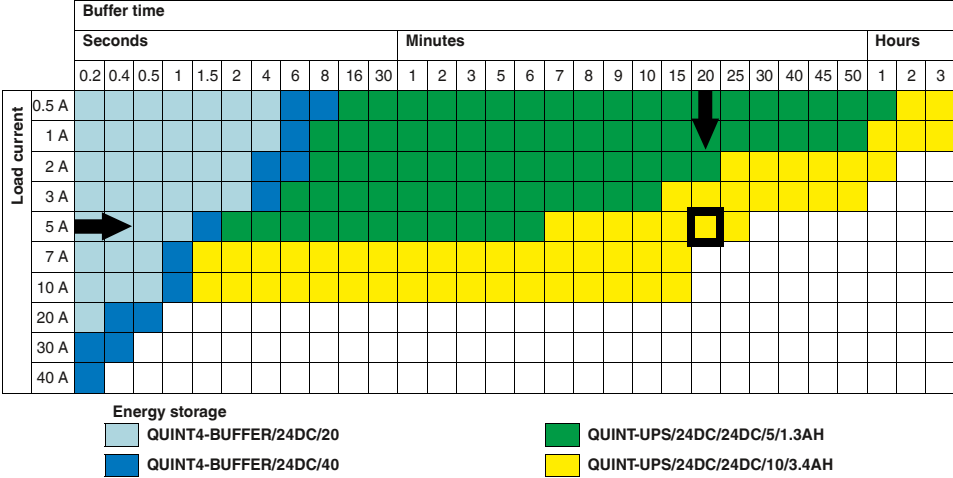 Buffer time
Seconds Minutes Hours
0.2 0.4 0.5 1 1.5 2 4 6 8 16 30 1 2 3 5 6 7 8 9 10 15 20 25 30 40 45 50 1 2 3
Load current
0.5 A
1 A
2 A
3 A
5 A
7 A
10 A
20 A
30 A
40 A
Energy storage
QUINT4-BUFFER/24DC/20 QUINT-UPS/24DC/24DC/5/1.3AH
QUINT4-BUFFER/24DC/40 QUINT-UPS/24DC/24DC/10/3.4AH